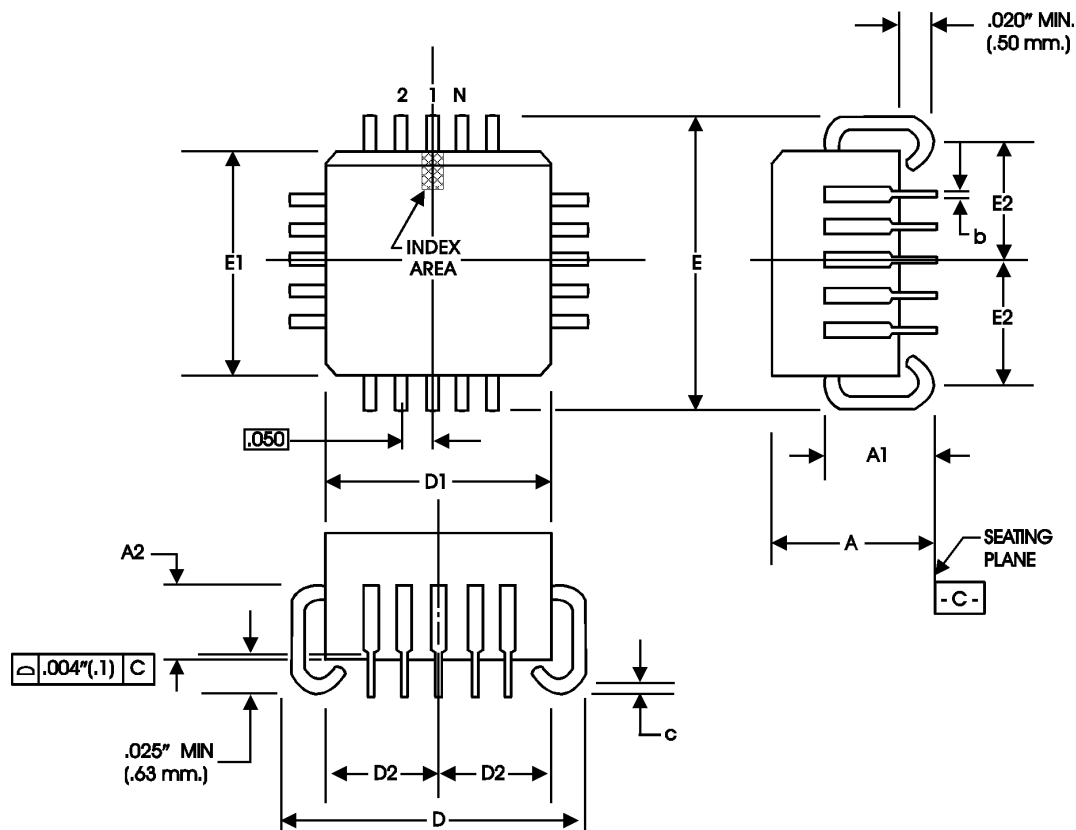 .020" MIN.
(.50 mm.)
2 1 N
INDEX
AREA
E1
E
E2
b
E2
.050
D1
A1
A
SEATING
PLANE
- C -
A2
.004"(.1) C
c
.025" MIN
(.63 mm.)
D2 D2
D